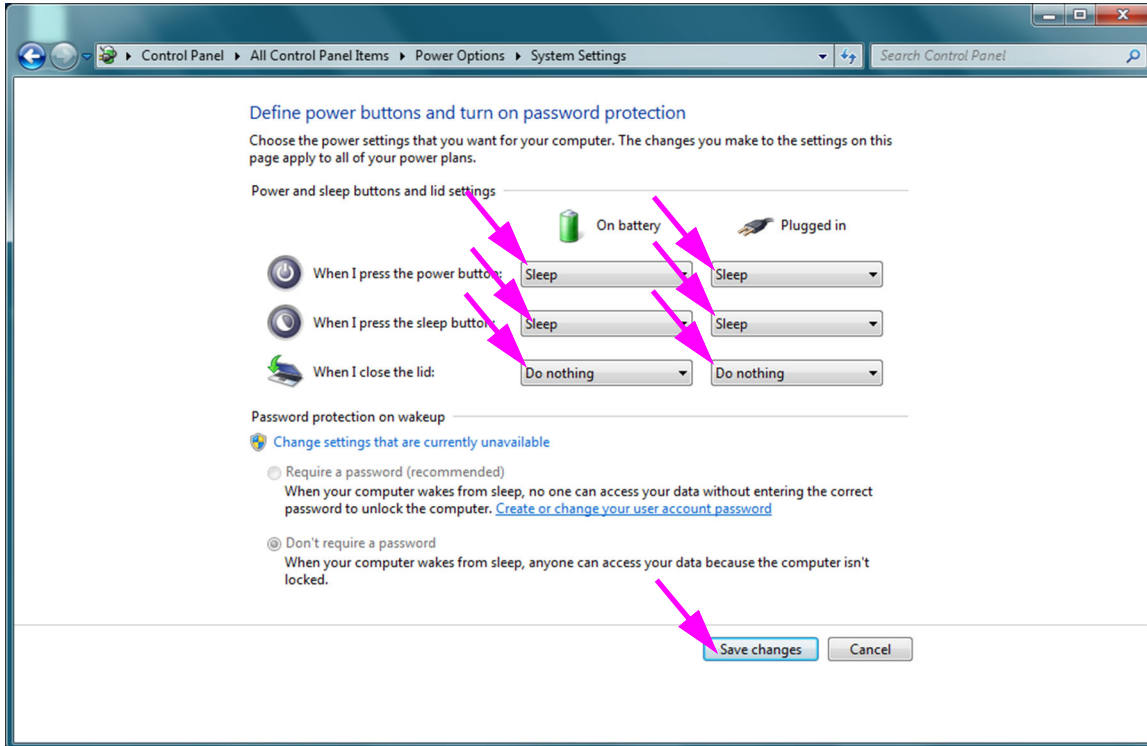 Control Panel All Control Panel Items Power Options System Settings Search Control Panel
Define power buttons and turn on password protection
Choose the power settings that you want for your computer. The changes you make to the settings on this
page apply to all of your power plans.
Power and sleep buttons and lid settings
On battery Plugged in
When I press the power button: Sleep Sleep
When I press the sleep button: Sleep Sleep
When I close the lid: Do nothing Do nothing
Password protection on wakeup
Change settings that are currently unavailable
Require a password (recommended)
When your computer wakes from sleep, no one can access your data without entering the correct
password to unlock the computer. Create or change your user account password
Don't require a password
When your computer wakes from sleep, anyone can access your data because the computer isn't
locked.
Save changes Cancel